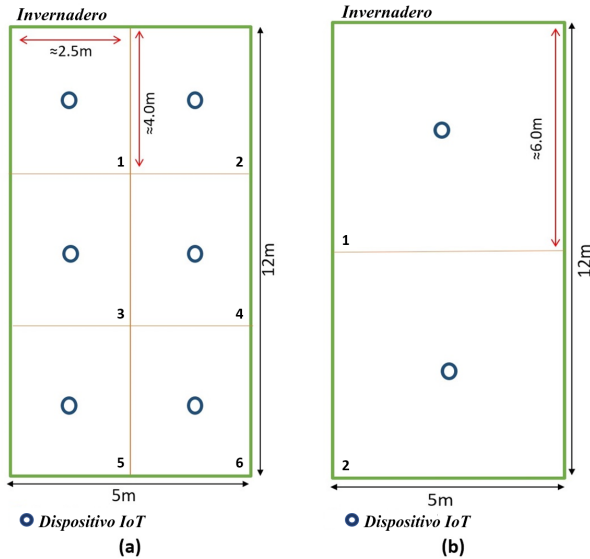 Invernadero
≈2.5m
≈4.0m
1
2
3
4
5
6
12m
5m
Dispositivo IoT
(a)
Invernadero
≈6.0m
1
2
12m
5m
Dispositivo IoT
(b)